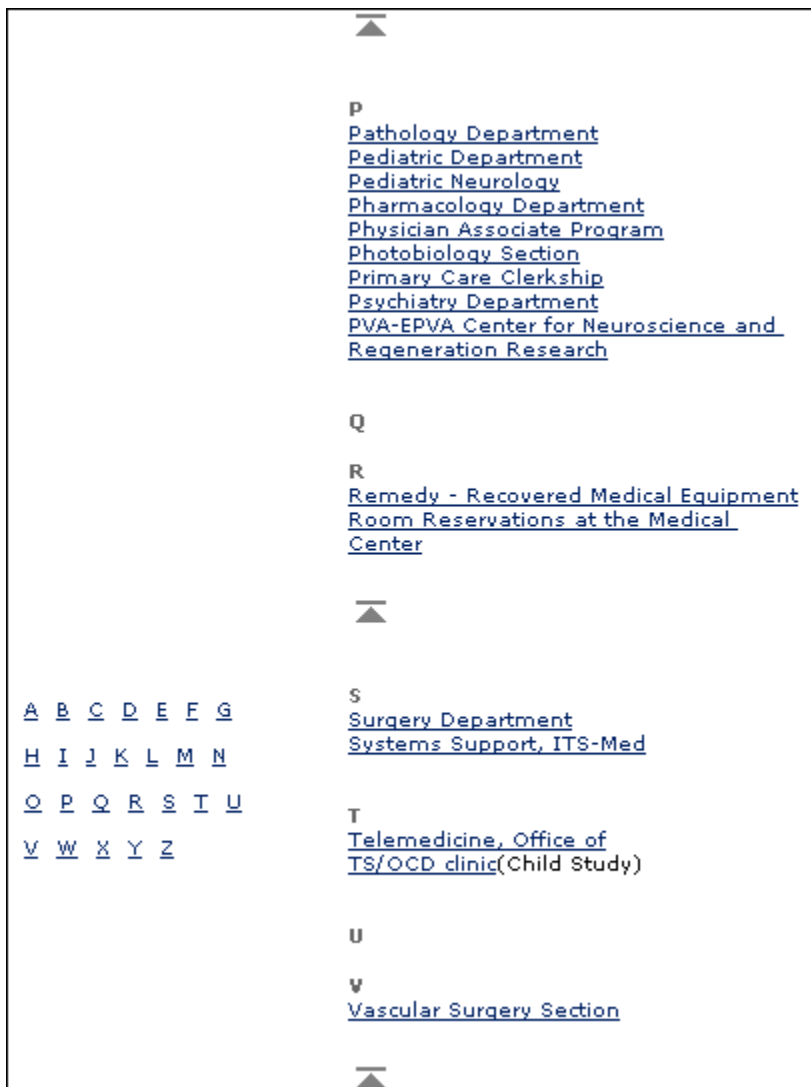 P
Pathology Department
Pediatric Department
Pediatric Neurology
Pharmacology Department
Physician Associate Program
Photobiology Section
Primary Care Clerkship
Psychiatry Department
PVA-EPVA Center for Neuroscience and
Regeneration Research
Q
R
Remedy - Recovered Medical Equipment
Room Reservations at the Medical
Center
A B C D E F G
H I J K L M N
O P Q R S T U
V W X Y Z
S
Surgery Department
Systems Support, ITS-Med
T
Telemedicine, Office of
TS/OCD clinic(Child Study)
U
V
Vascular Surgery Section